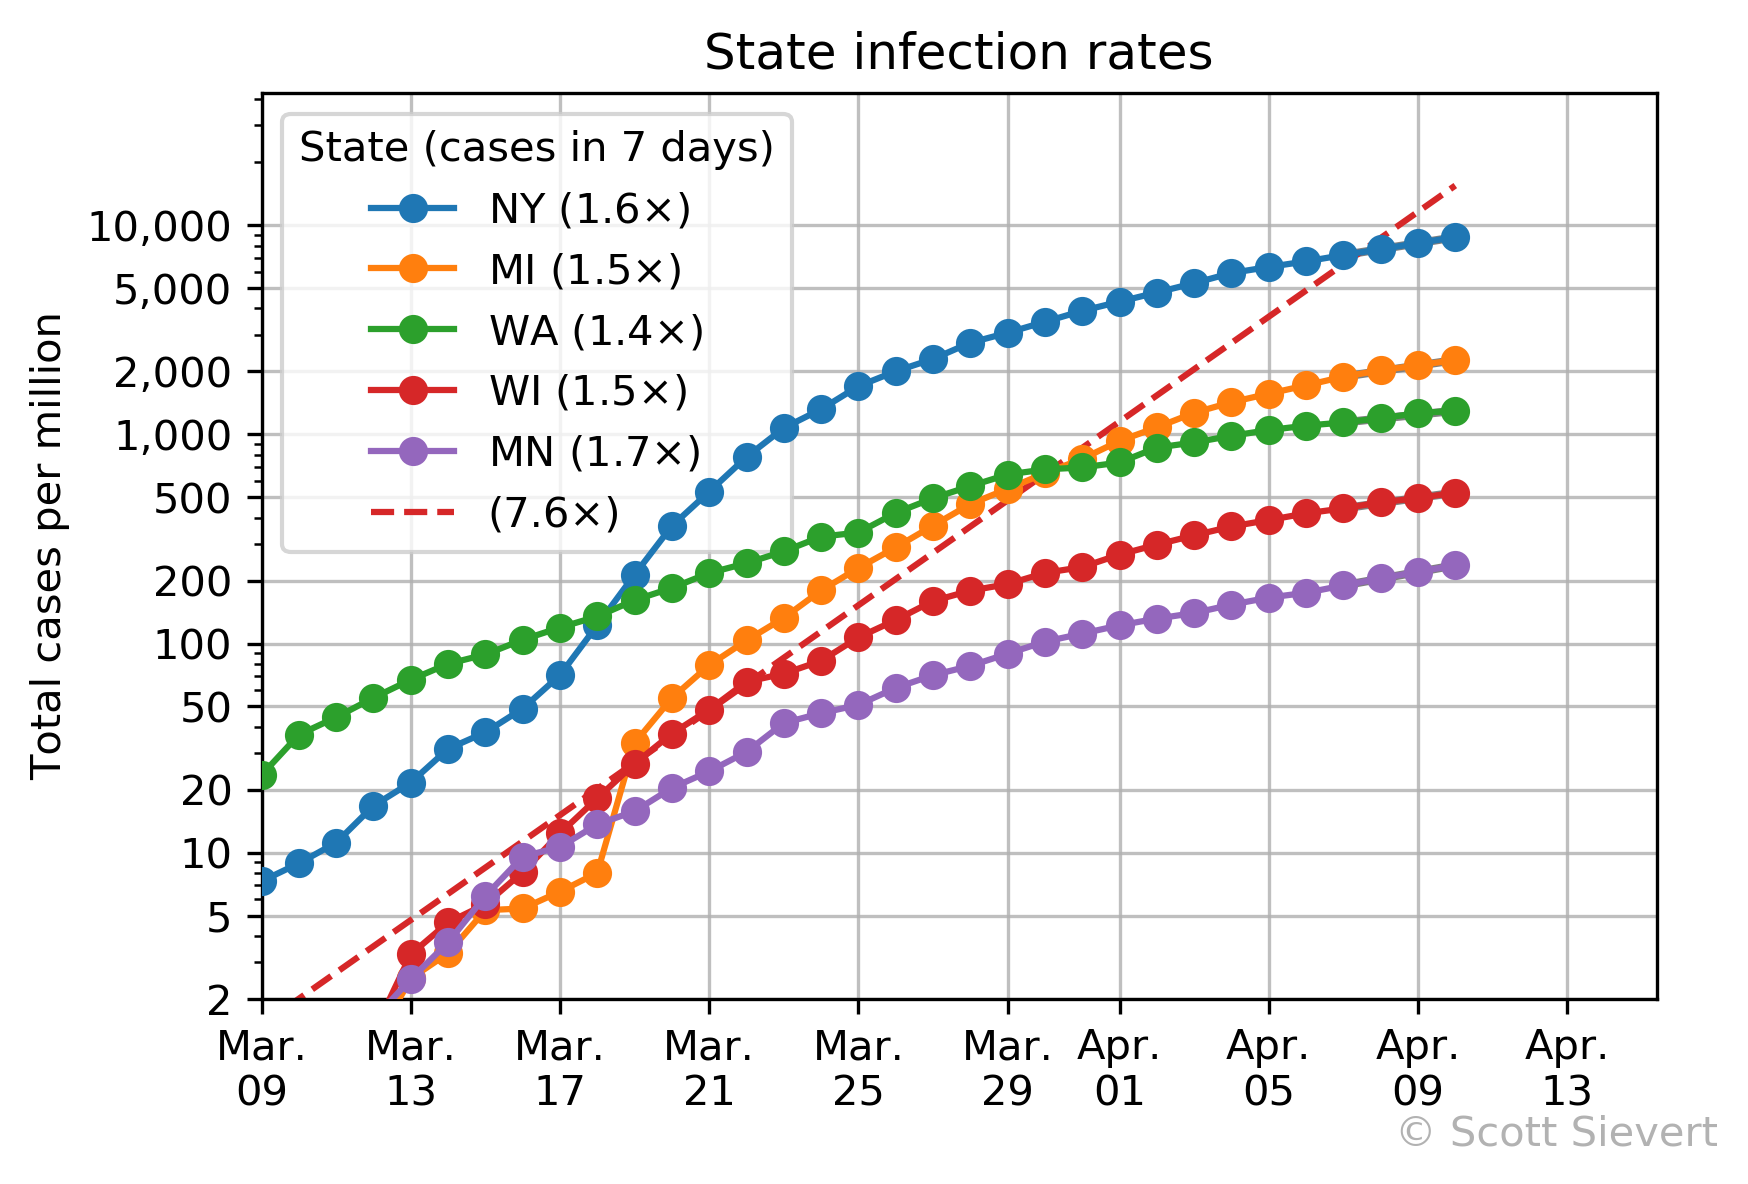 State infection rates
State (cases in 7 days)
NY (1.6×)
MI (1.5×)
WA (1.4×)
WI (1.5×)
MN (1.7×)
(7.6×)
Total cases per million
10,000
5,000
2,000
1,000
500
200
100
50
20
10
5
2
Mar. Mar. Mar. Mar. Mar. Mar. Apr. Apr. Apr. Apr.
09 13 17 21 25 29 01 05 09 13
© Scott Sievert